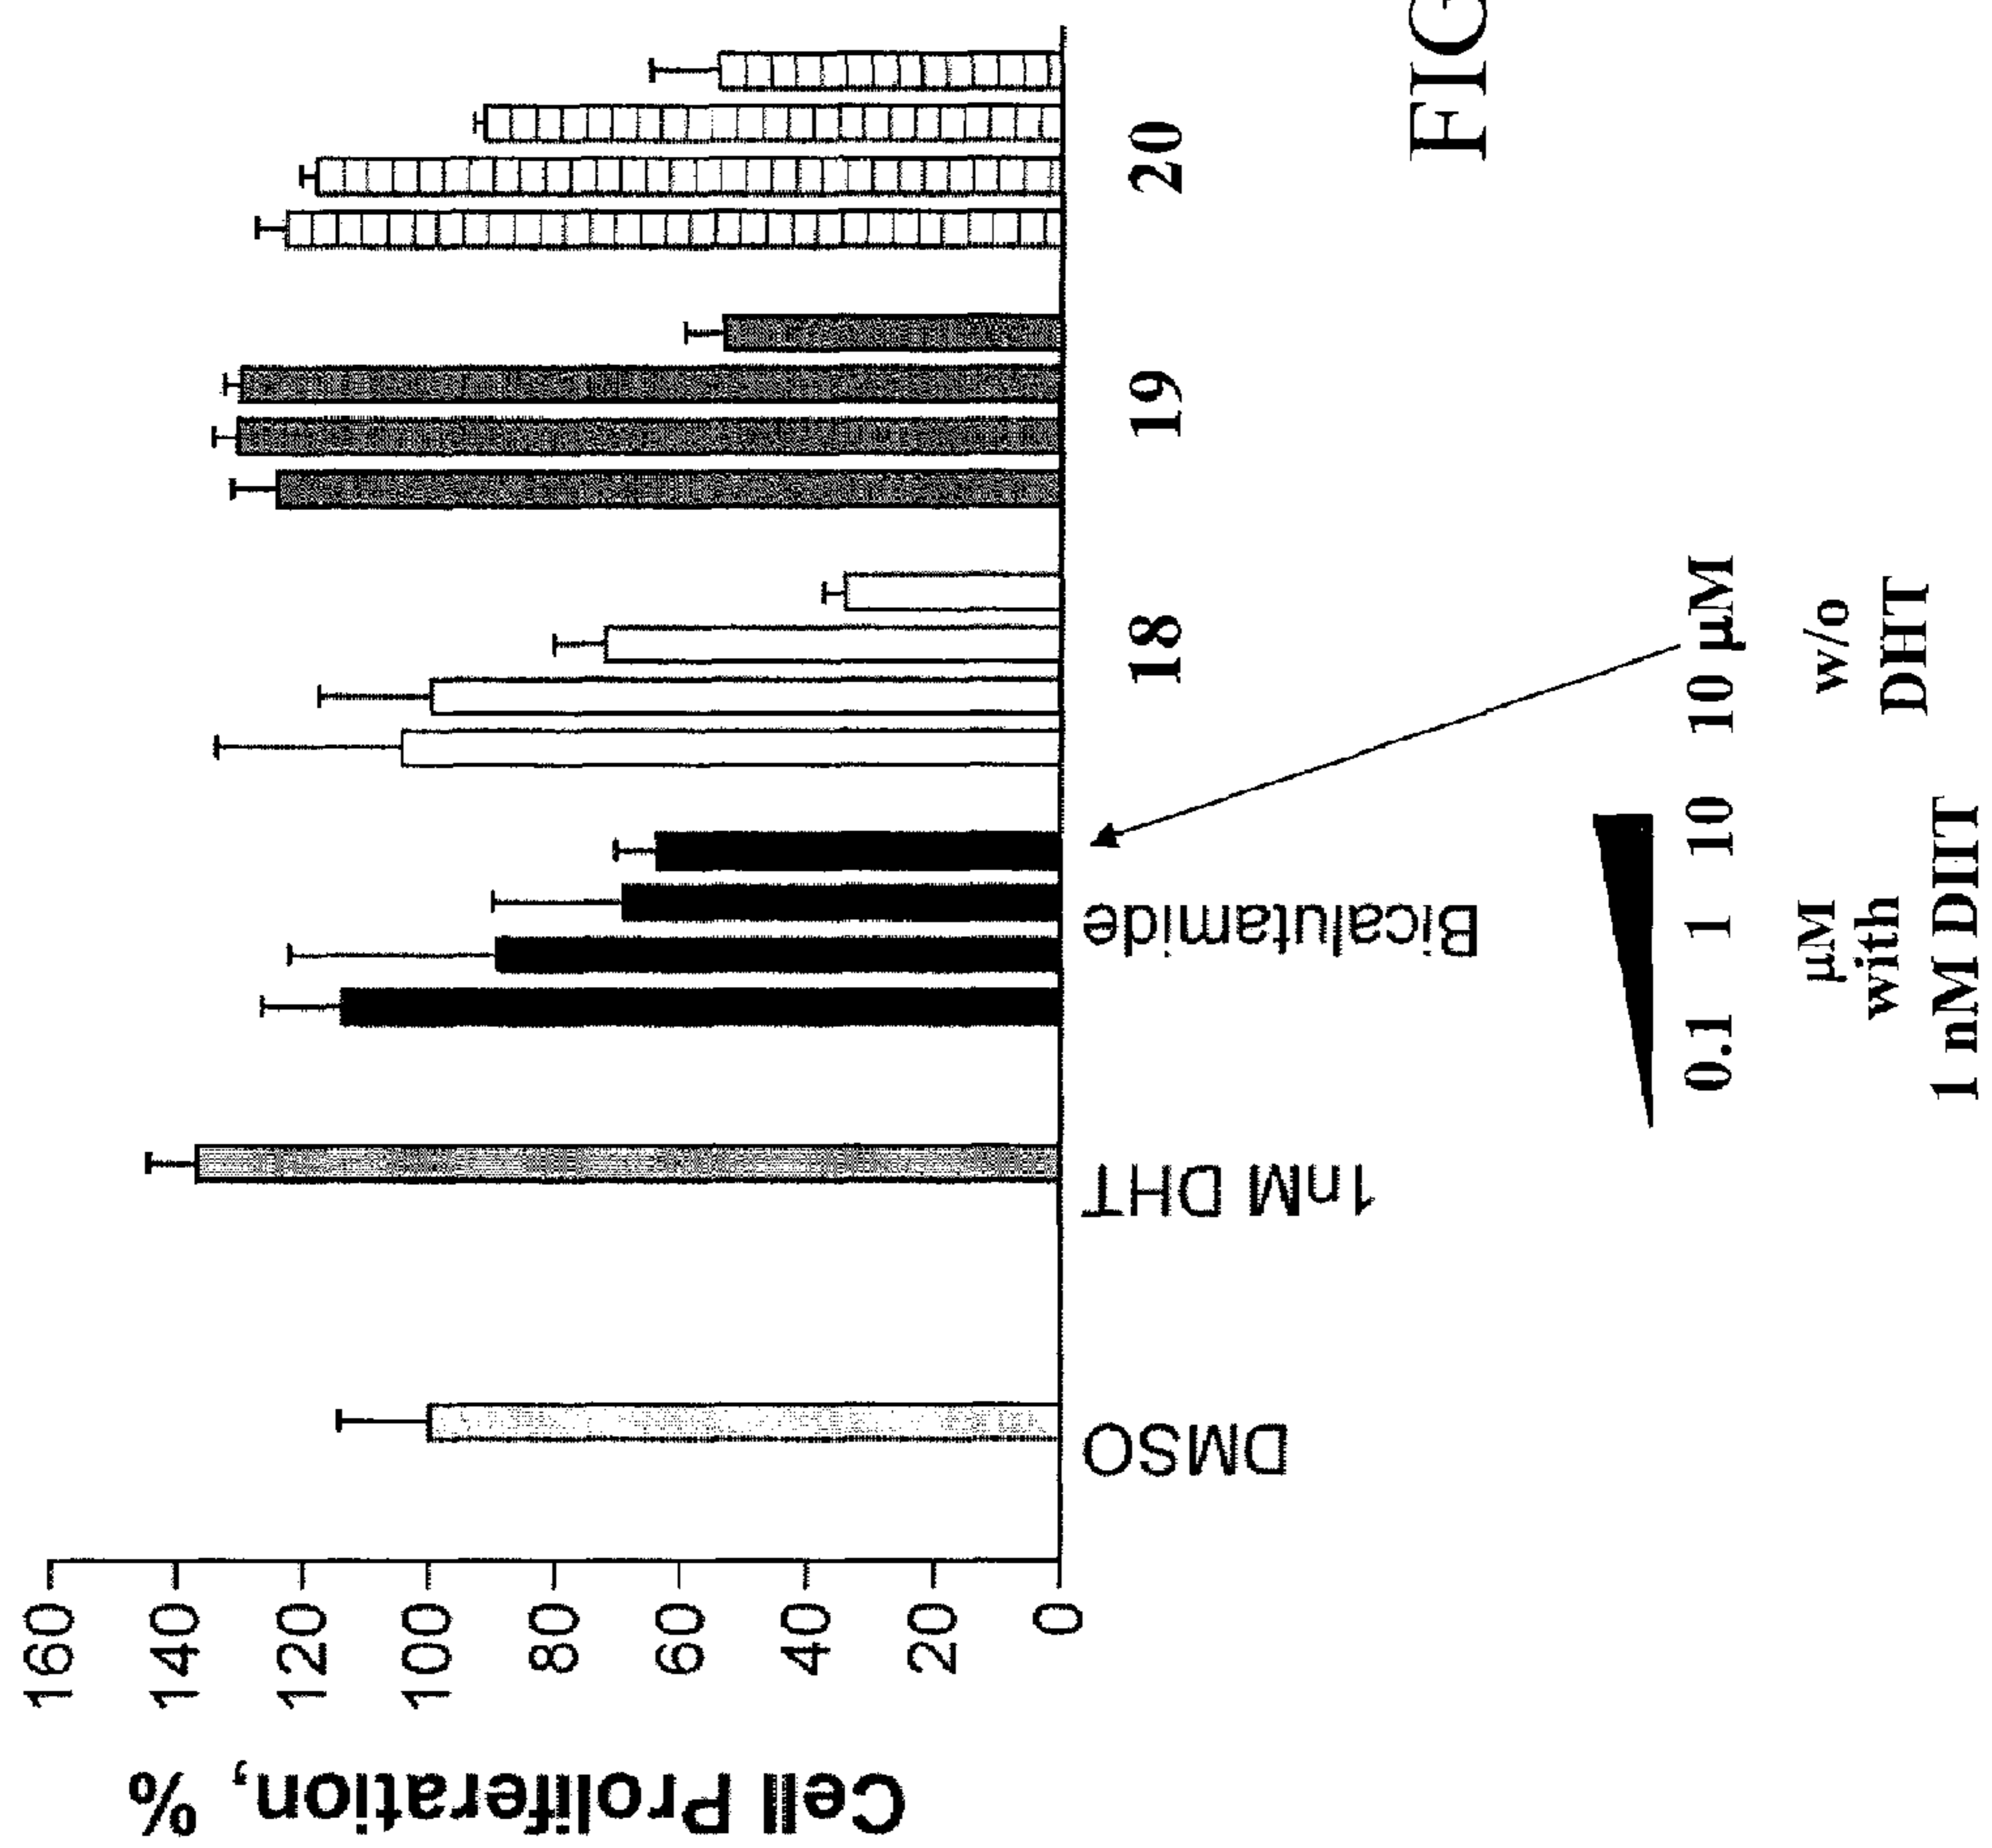 Cell Proliferation, %
160
140
120
100
80
60
40
20
0
DMSO
1nM DHT
Bicalutamide
18
19
20
0.1 1 10 10 µM
µM
with
1 nM DHT
w/o
DHT
FIG